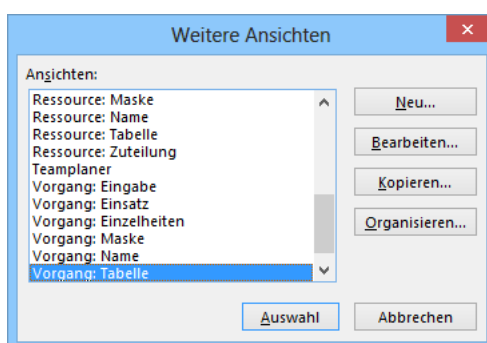 Weitere Ansichten
Ansichten:
Ressource: Maske
Ressource: Name
Ressource: Tabelle
Ressource: Zuteilung
Teamplaner
Vorgang: Eingabe
Vorgang: Einsatz
Vorgang: Einzelheiten
Vorgang: Maske
Vorgang: Name
Vorgang: Tabelle
Neu...
Bearbeiten...
Kopieren...
Organisieren...
Auswahl
Abbrechen